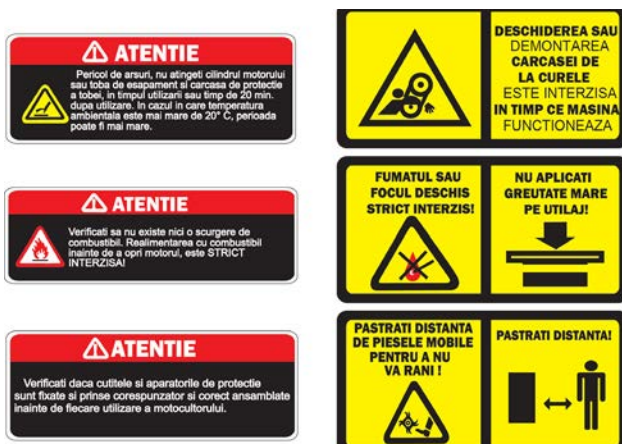 ATENTIE
Pericol de arsuri, nu atingeti cilindrul motorului
sau toba de esapament si carcasa de protectie
a tobei, in timpul utilizarii sau timp de 20 min.
dupa utilizare. In cazul in care temperatura
ambientala este mai mare de 20° C, perioada
poate fi mai mare.
ATENTIE
Verificati sa nu existe nici o scurgere de
combustibil. Realimentarea cu combustibil
inainte de a opri motorul, este STRICT
INTERZISA!
ATENTIE
Verificati daca cutitele si aparatorile de protectie
sunt fixate si prinse corespunzator si corect ansamblate
inainte de fiecare utilizare a motocultorului.
DESCHIDEREA SAU
DEMONTAREA
CARCASEI DE
LA CURELE
ESTE INTERZISA
IN TIMP CE MASINA
FUNCTIONEAZA
FUMATUL SAU
FOCUL DESCHIS
STRICT INTERZIS!
NU APLICATI
GREUTATE MARE
PE UTILAJ!
PASTRATI DISTANTA
DE PIESELE MOBILE
PENTRU A NU
VA RANI !
PASTRATI DISTANTA!